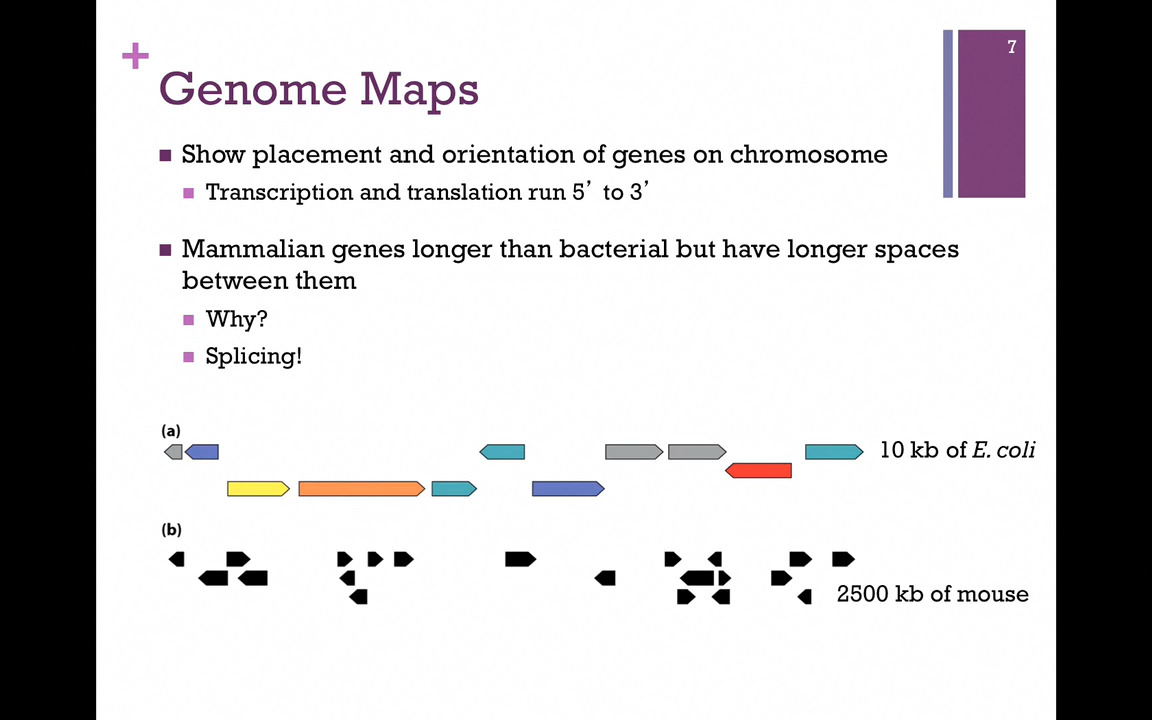 7
+
Genome Maps
Show placement and orientation of genes on chromosome
Transcription and translation run 5’ to 3’
Mammalian genes longer than bacterial but have longer spaces
between them
Why?
Splicing!
(a)
10 kb of E. coli
(b)
2500 kb of mouse